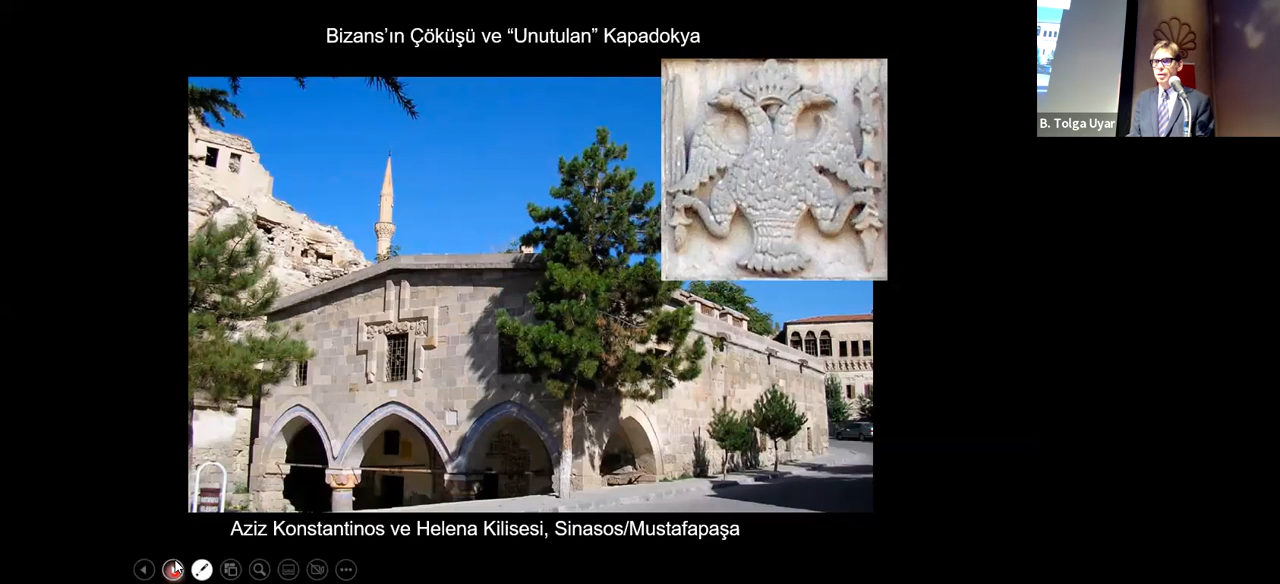 Bizans’ın Çöküşü ve “Unutulan” Kapadokya
B. Tolga Uyar
Aziz Konstantinos ve Helena Kilisesi, Sinasos/Mustafapaşa